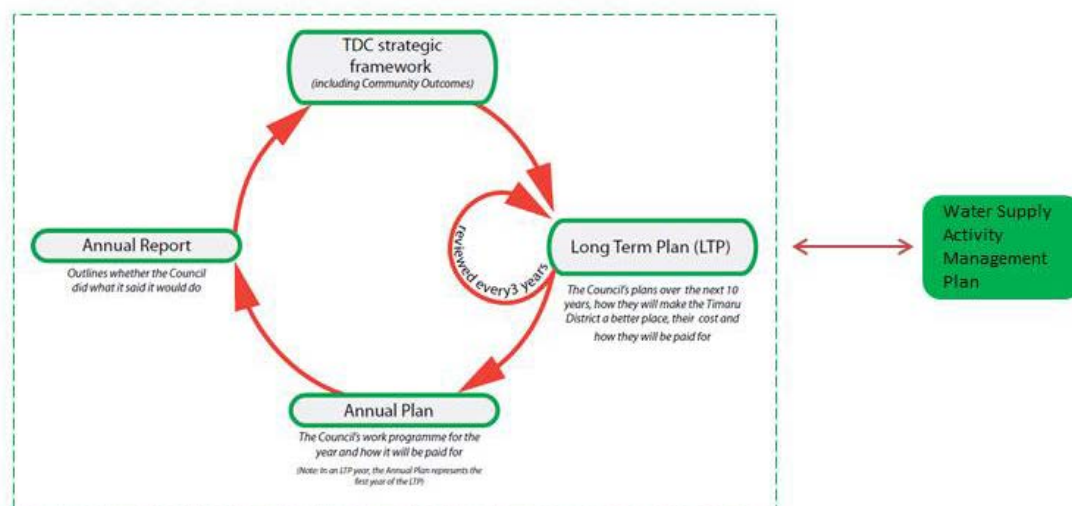 TDC strategic
framework
(including Community Outcomes)
Annual Report
Outlines whether the Council
did what it said it would do
reviewed every3 years
Long Term Plan (LTP)
The Council's plans over the next 10
years, how they will make the Timaru
District a better place, their cost and
how they will be paid for
Water Supply
Activity
Management
Plan
Annual Plan
The Council's work programme for the
year and how it will be paid for
(Note: In an LTP year, the Annual Plan represents the
first year of the LTP)